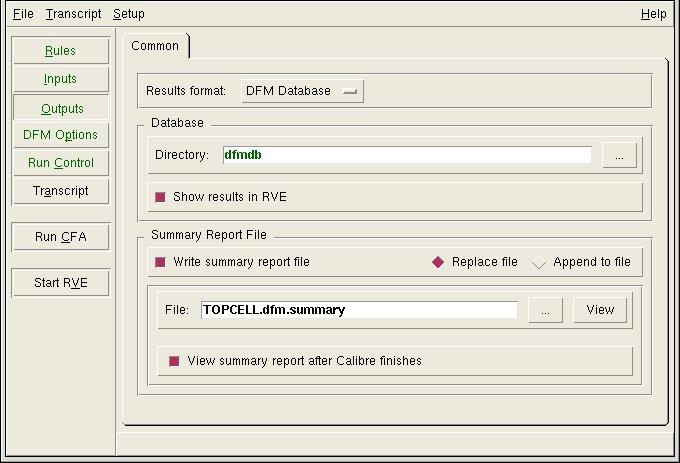 File Transcript Setup Help
Common
Rules
Inputs
Outputs
DFM Options
Run Control
Transcript
Run CFA
Start RVE
Results format: DFM Database
Database
Directory: dfmdb ...
Show results in RVE
Summary Report File
Write summary report file Replace file Append to file
File: TOPCELL.dfm.summary ... View
View summary report after Calibre finishes